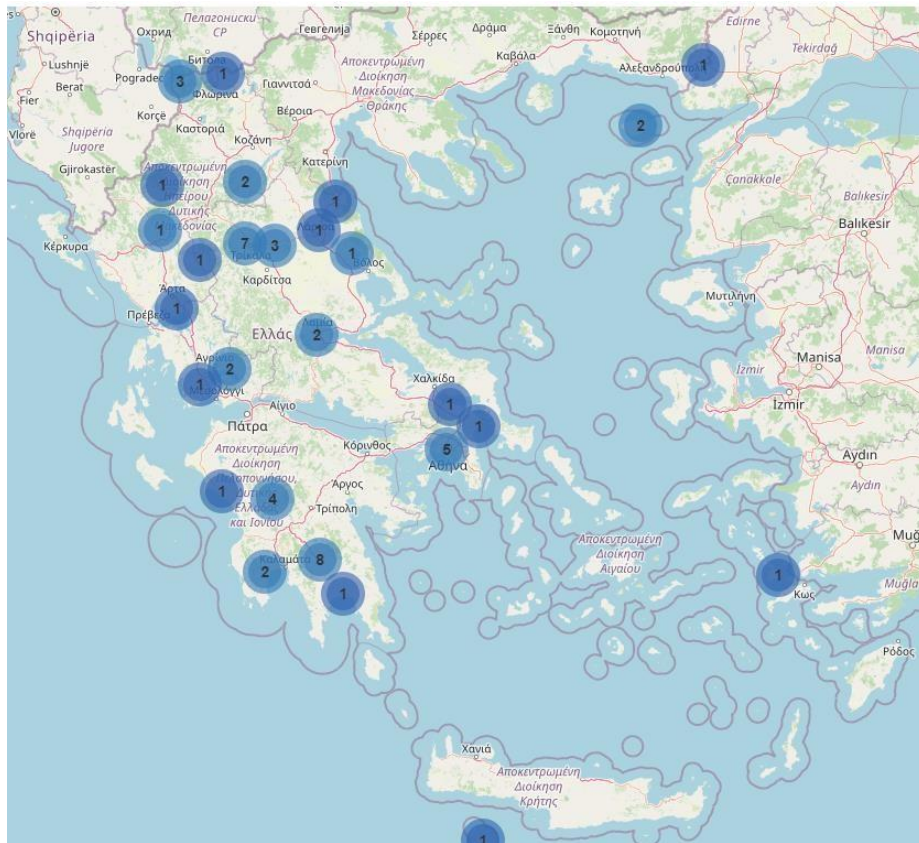 Пелагониски
СР
Гевгелија
Edirne
Shqipëria
Охрид
Битола
Σέρρες
Δράμα
Ξάνθη
Κομοτηνή
Tekirdağ
Lushnjë
Pogradec
3
1
Φλώρινα
Γιαννιτσά
Αποκεντρωμένη
Διοίκηση
Μακεδονίας
Θράκης
Καβάλα
Αλεξανδρούπολη
1
Berat
Fier
Korçë
Βέροια
2
Vlorë
Shqipëria
Jugore
Καστοριά
Κοζάνη
Gjirokastër
Κατερίνη
Αποκεντρωμένη
Διοίκηση
Ηπείρου
Δυτικής
Μακεδονίας
1
2
Çanakkale
Balıkesir
1
Balıkesir
Κέρκυρα
1
7
3
Λάρισα
1
Τρίκαλα
1
Βόλος
1
Καρδίτσα
Άρτα
Πρέβεζα
1
Μυτιλήνη
Ελλάς
Λαμία
2
Manisa
Manisa
Αγρίνιο
2
1
Μεσολόγγι
İzmir
İzmir
Χαλκίδα
1
Αίγιο
Πάτρα
1
Κόρινθος
5
Αθήνα
Aydın
Aydın
Αποκεντρωμένη
Διοίκηση
Πελοποννήσου,
Δυτικής
Ελλάδας
και Ιονίου
1
4
Άργος
Τρίπολη
Αποκεντρωμένη
Διοίκηση
Αιγαίου
Muğ
Καλαμάτα
8
2
1
1
Κως
Muğla
Ρόδος
Χανιά
Αποκεντρωμένη
Διοίκηση
Κρήτης
1